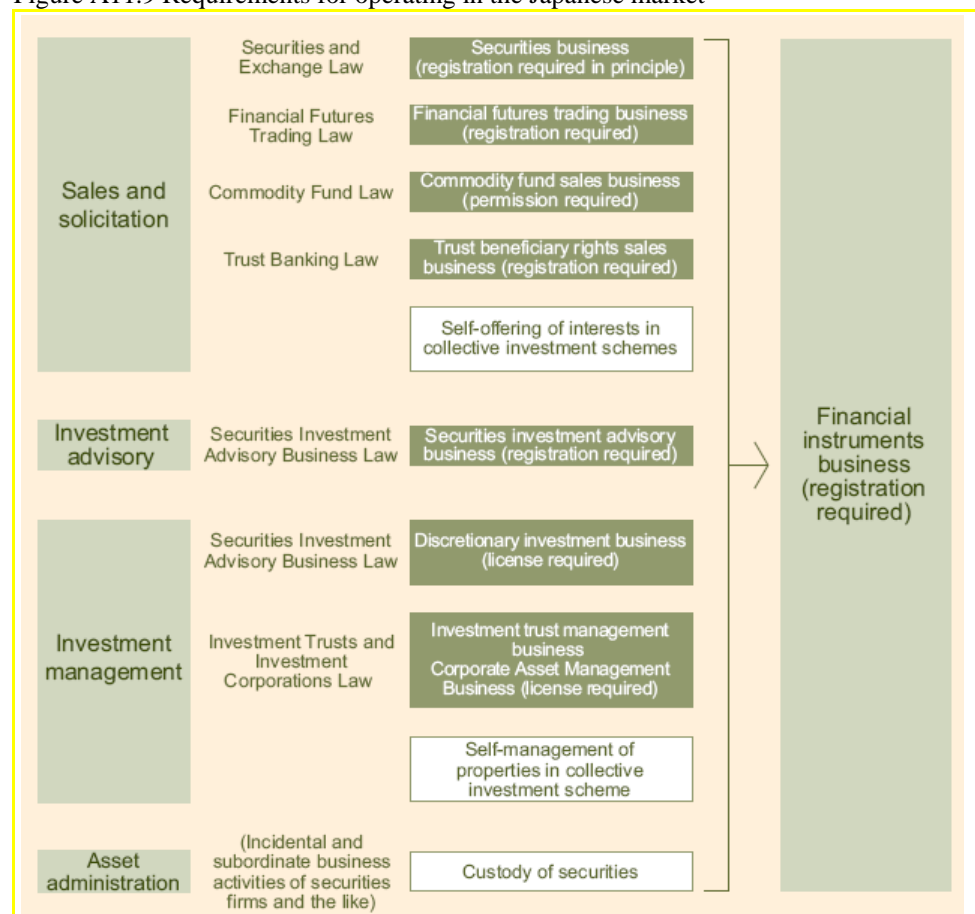 Figure A11.9 Requirements for operating in the Japanese market
Sales and
solicitation
Securities and
Exchange Law
Securities business
(registration required in principle)
Financial Futures
Trading Law
Financial futures trading business
(registration required)
Commodity Fund Law
Commodity fund sales business
(permission required)
Trust Banking Law
Trust beneficiary rights sales
business (registration required)
Self-offering of interests in
collective investment schemes
Investment
advisory
Securities Investment
Advisory Business Law
Securities investment advisory
business (registration required)
Investment
management
Securities Investment
Advisory Business Law
Discretionary investment business
(license required)
Investment Trusts and
Investment
Corporations Law
Investment trust management
business
Corporate Asset Management
Business (license required)
Self-management of
properties in collective
investment scheme
Asset
administration
(Incidental and
subordinate business
activities of securities
firms and the like)
Custody of securities
Financial
instruments
business
(registration
required)